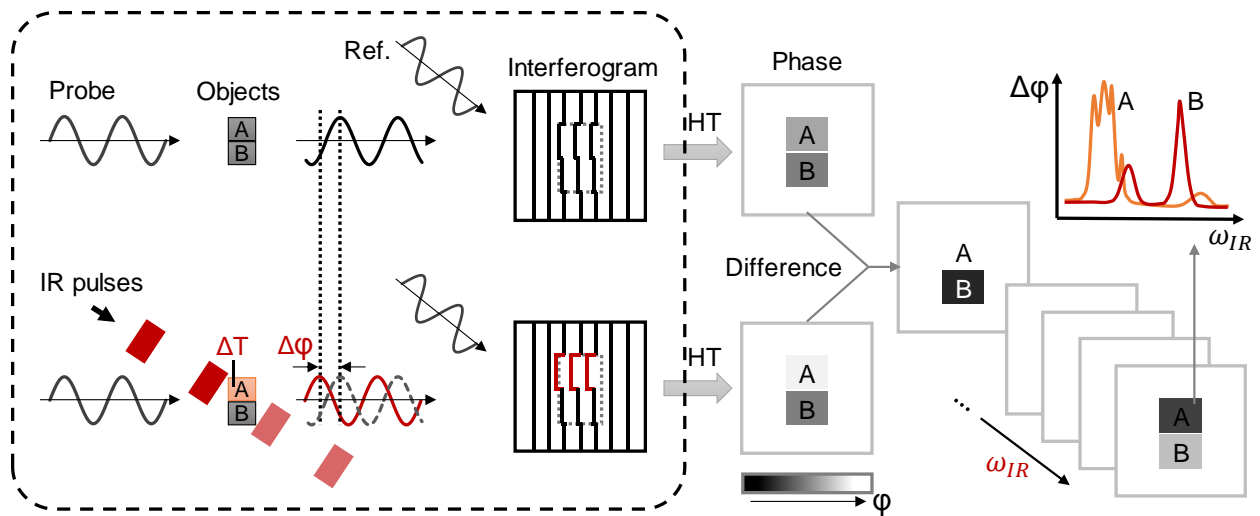 Probe
Objects
Ref.
Interferogram
Phase
A
B
HT
A
B
Δφ
A
B
ω_IR
IR pulses
ΔT
A
B
Δφ
HT
Difference
A
B
A
B
φ
...
ω_IR
A
B